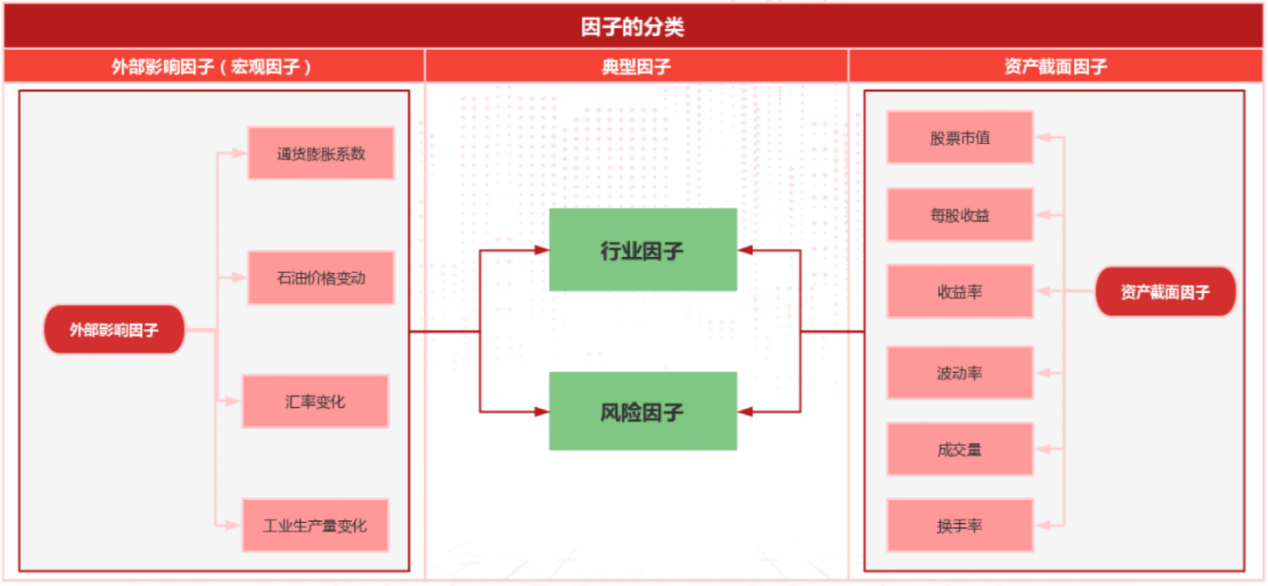 因子的分类
外部影响因子（宏观因子）
典型因子
资产截面因子
外部影响因子
通货膨胀系数
石油价格变动
汇率变化
工业生产量变化
行业因子
风险因子
股票市值
每股收益
收益率
波动率
成交量
换手率
资产截面因子